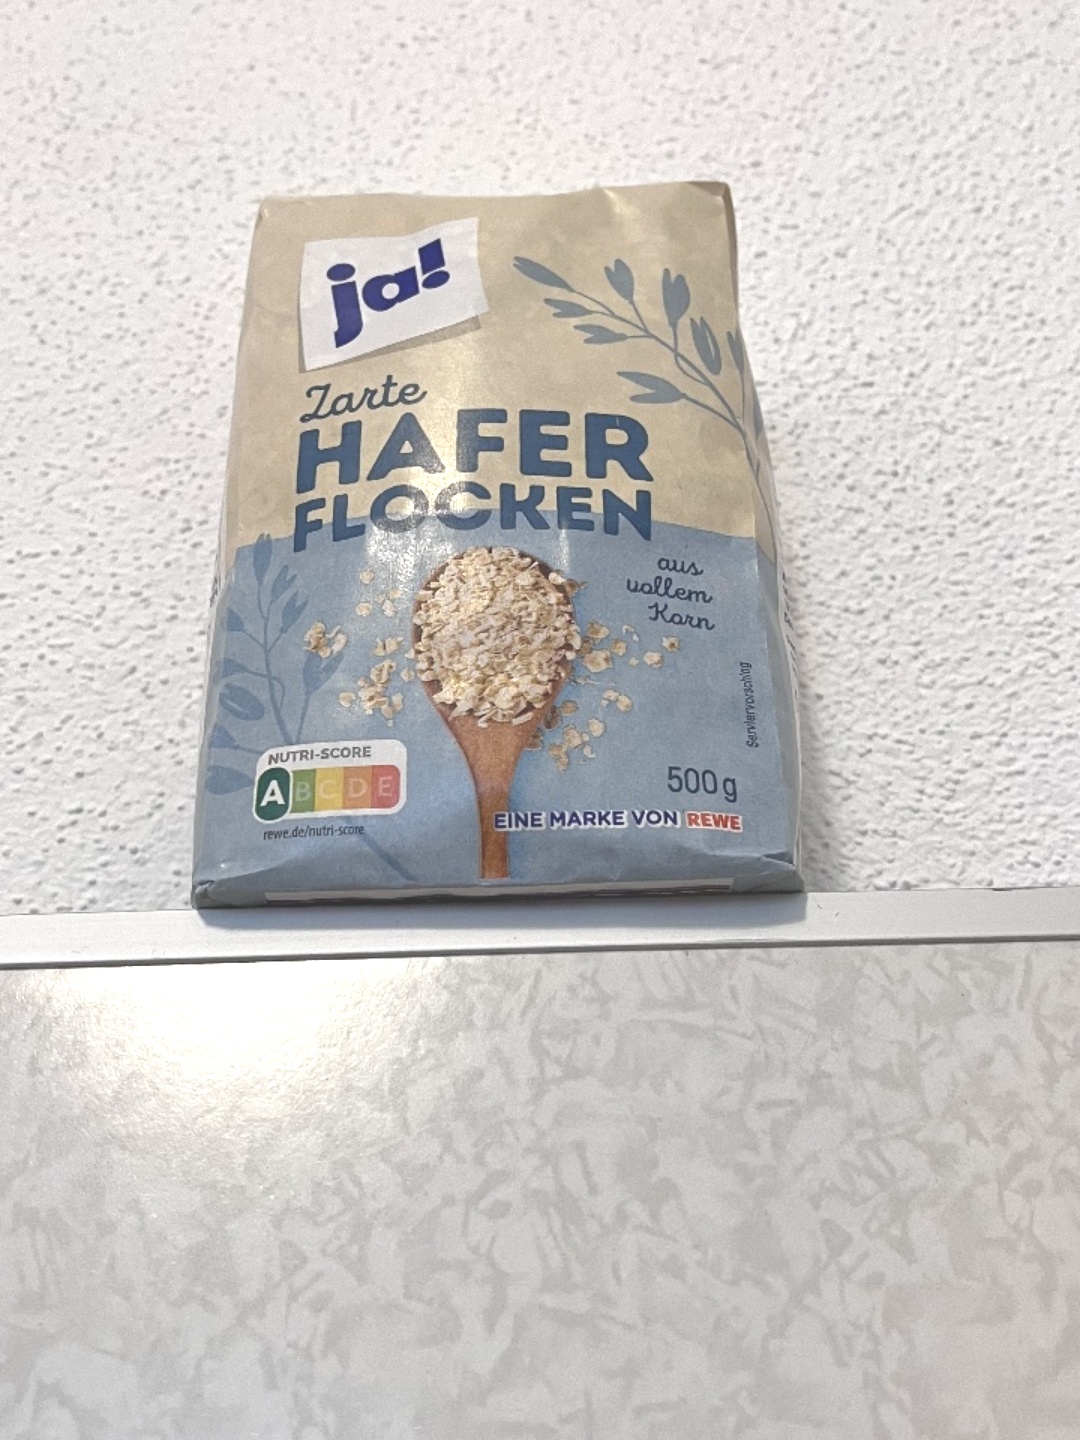 ja!
Zarte
HAFER
FLOCKEN
aus
vollem
Korn
Serviervorschlag
NUTRI-SCORE
A B C D E
rewe.de/nutri-score
500 g
EINE MARKE VON REWE